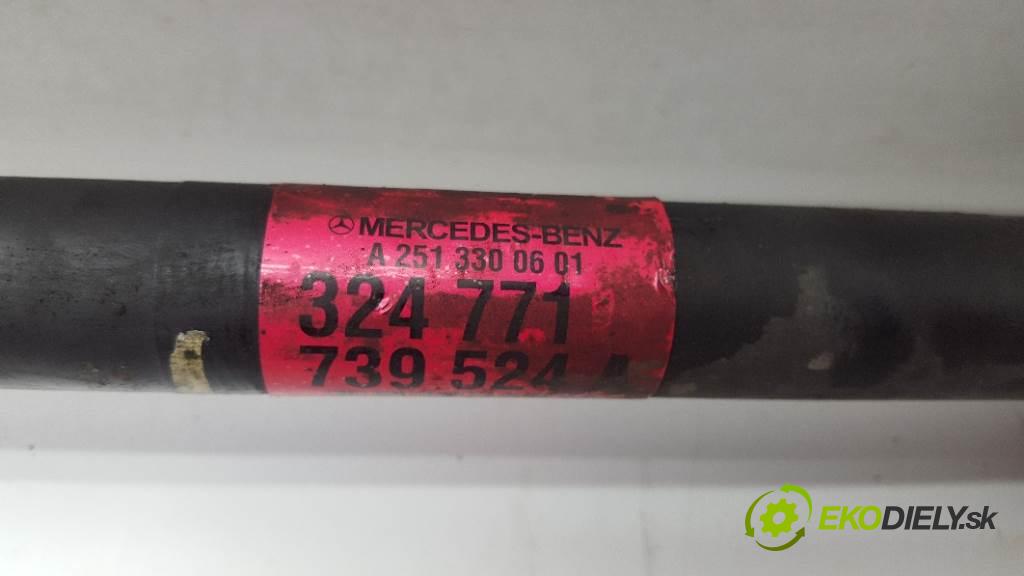 MERCEDES-BENZ
A 251 330 06 01
324 771
739 524 A
EKODIELY.sk